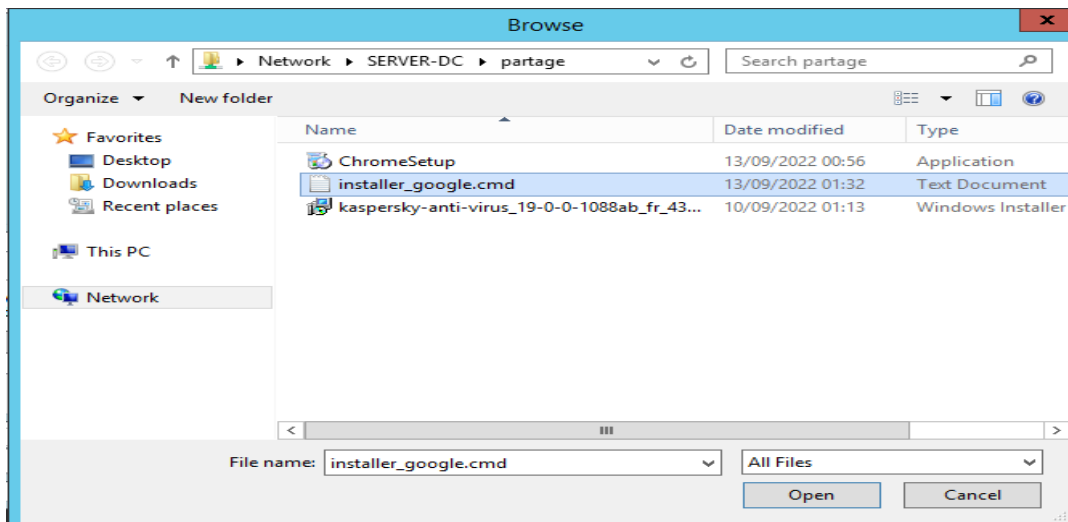 Browse
Network ▸ SERVER-DC ▸ partage Search partage
Organize New folder
Name Date modified Type
Favorites
Desktop
Downloads
Recent places
This PC
Network
ChromeSetup 13/09/2022 00:56 Application
installer_google.cmd 13/09/2022 01:32 Text Document
kaspersky-anti-virus_19-0-0-1088ab_fr_43... 10/09/2022 01:13 Windows Installer
File name: installer_google.cmd All Files
Open Cancel